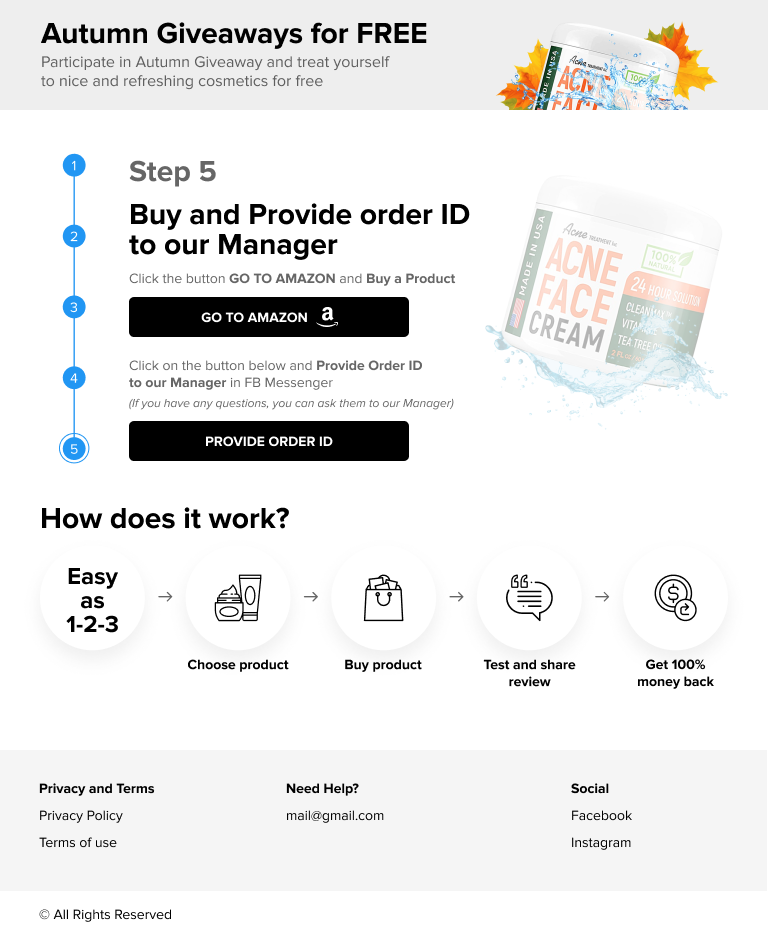 Autumn Giveaways for FREE
Participate in Autumn Giveaway and treat yourself
to nice and refreshing cosmetics for free
MADE IN USA
Acne TREATMENT for
ACNE
FACE
100%
1
2
3
4
5
Step 5
Buy and Provide order ID
to our Manager
Click the button GO TO AMAZON and Buy a Product
GO TO AMAZON
Click on the button below and Provide Order ID
to our Manager in FB Messenger
(If you have any questions, you can ask them to our Manager)
PROVIDE ORDER ID
MADE IN USA
Acne TREATMENT for
ACNE
FACE
CREAM
100%
NATURAL
24 HOUR SOLUTION
TEA TREE
How does it work?
Easy
as
1-2-3
Choose product
Buy product
Test and share
review
Get 100%
money back
Privacy and Terms
Privacy Policy
Terms of use
Need Help?
mail@gmail.com
Social
Facebook
Instagram
© All Rights Reserved